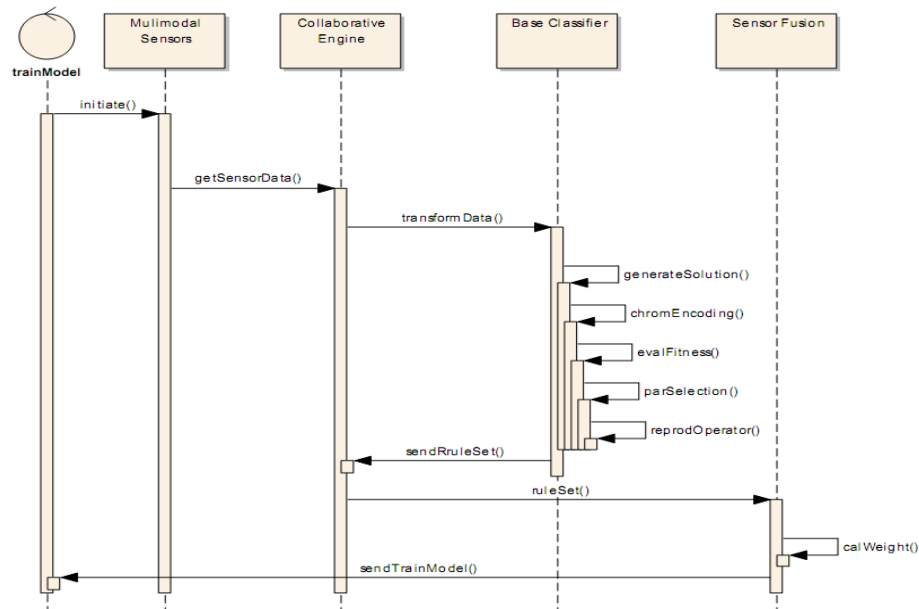 trainModel
Mulimodal
Sensors
Collaborative
Engine
Base Classifier
Sensor Fusion
initiate()
getSensorData()
transformData()
generateSolution()
chromEncoding()
evalFitness()
parSelection()
reprodOperator()
sendRruleSet()
ruleSet()
calWeight()
sendTrainModel()